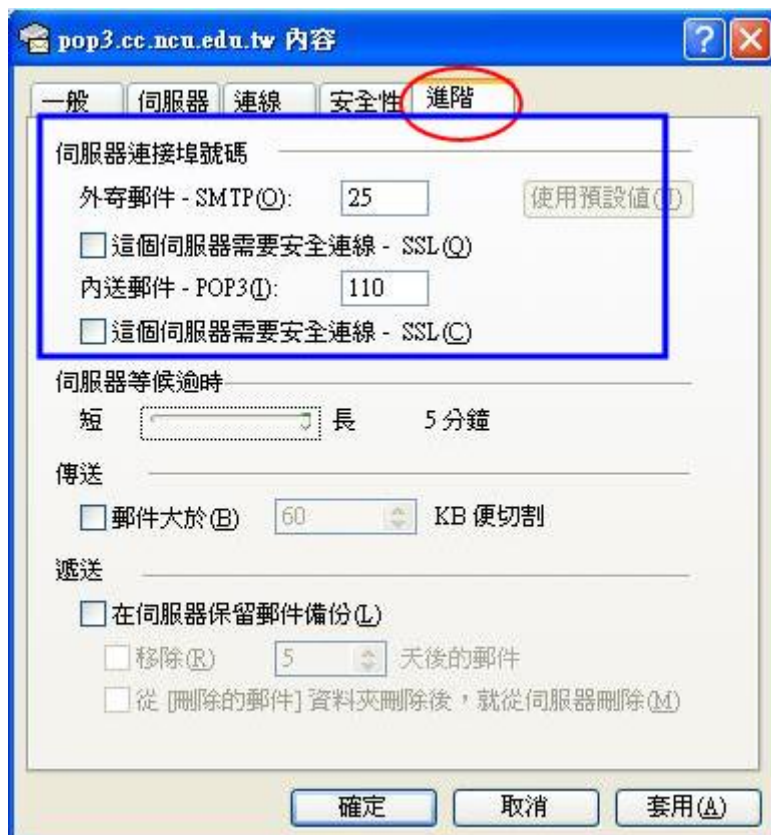 pop3.cc.ncu.edu.tw 內容
一般 伺服器 連線 安全性 進階
伺服器連接埠號碼
外寄郵件 - SMTP(O): 25 使用預設值(U)
這個伺服器需要安全連線 - SSL(Q)
內送郵件 - POP3(I): 110
這個伺服器需要安全連線 - SSL(C)
伺服器等候逾時
短 長 5 分鐘
傳送
郵件大於(B) 60 KB 便切割
遞送
在伺服器保留郵件備份(L)
移除(R) 5 天後的郵件
從 [刪除的郵件] 資料夾刪除後，就從伺服器刪除(M)
確定 取消 套用(A)